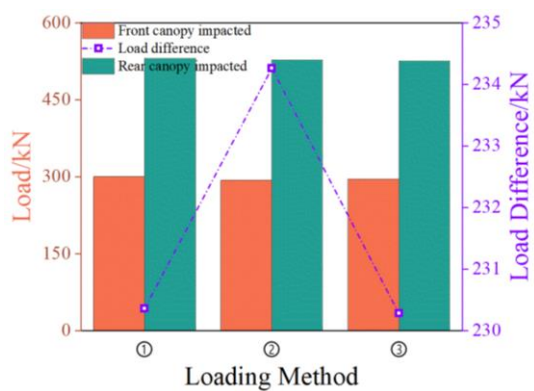 Front canopy impacted
Load difference
Rear canopy impacted
Load/kN
600
450
300
150
0
Load Difference/kN
235
234
233
232
231
230
① ② ③
Loading Method